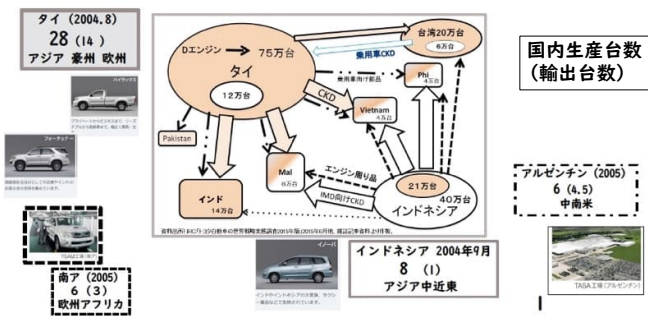 タイ (2004.8)
28 (14 )
アジア 豪州 欧州
ハイラックス
フォーチュナー
TSAM工場(南ア)
南ア (2005)
6 (3)
欧州アフリカ
Dエンジン
75万台
タイ
12万台
台湾20万台
6万台
乗用車CKD
乗用車向け部品
Phi
4万台
CKD
Vietnam
4万台
Pakistan
インド
14万台
Mal
エンジン周り品
IMD向けCKD
21万台
40万台
インドネシア
イノーバ
インドネシア 2004年9月
8 (1)
アジア中近東
国内生産台数
(輸出台数)
アルゼンチン (2005)
6 (4.5)
中南米
TASA工場(アルゼンチン)